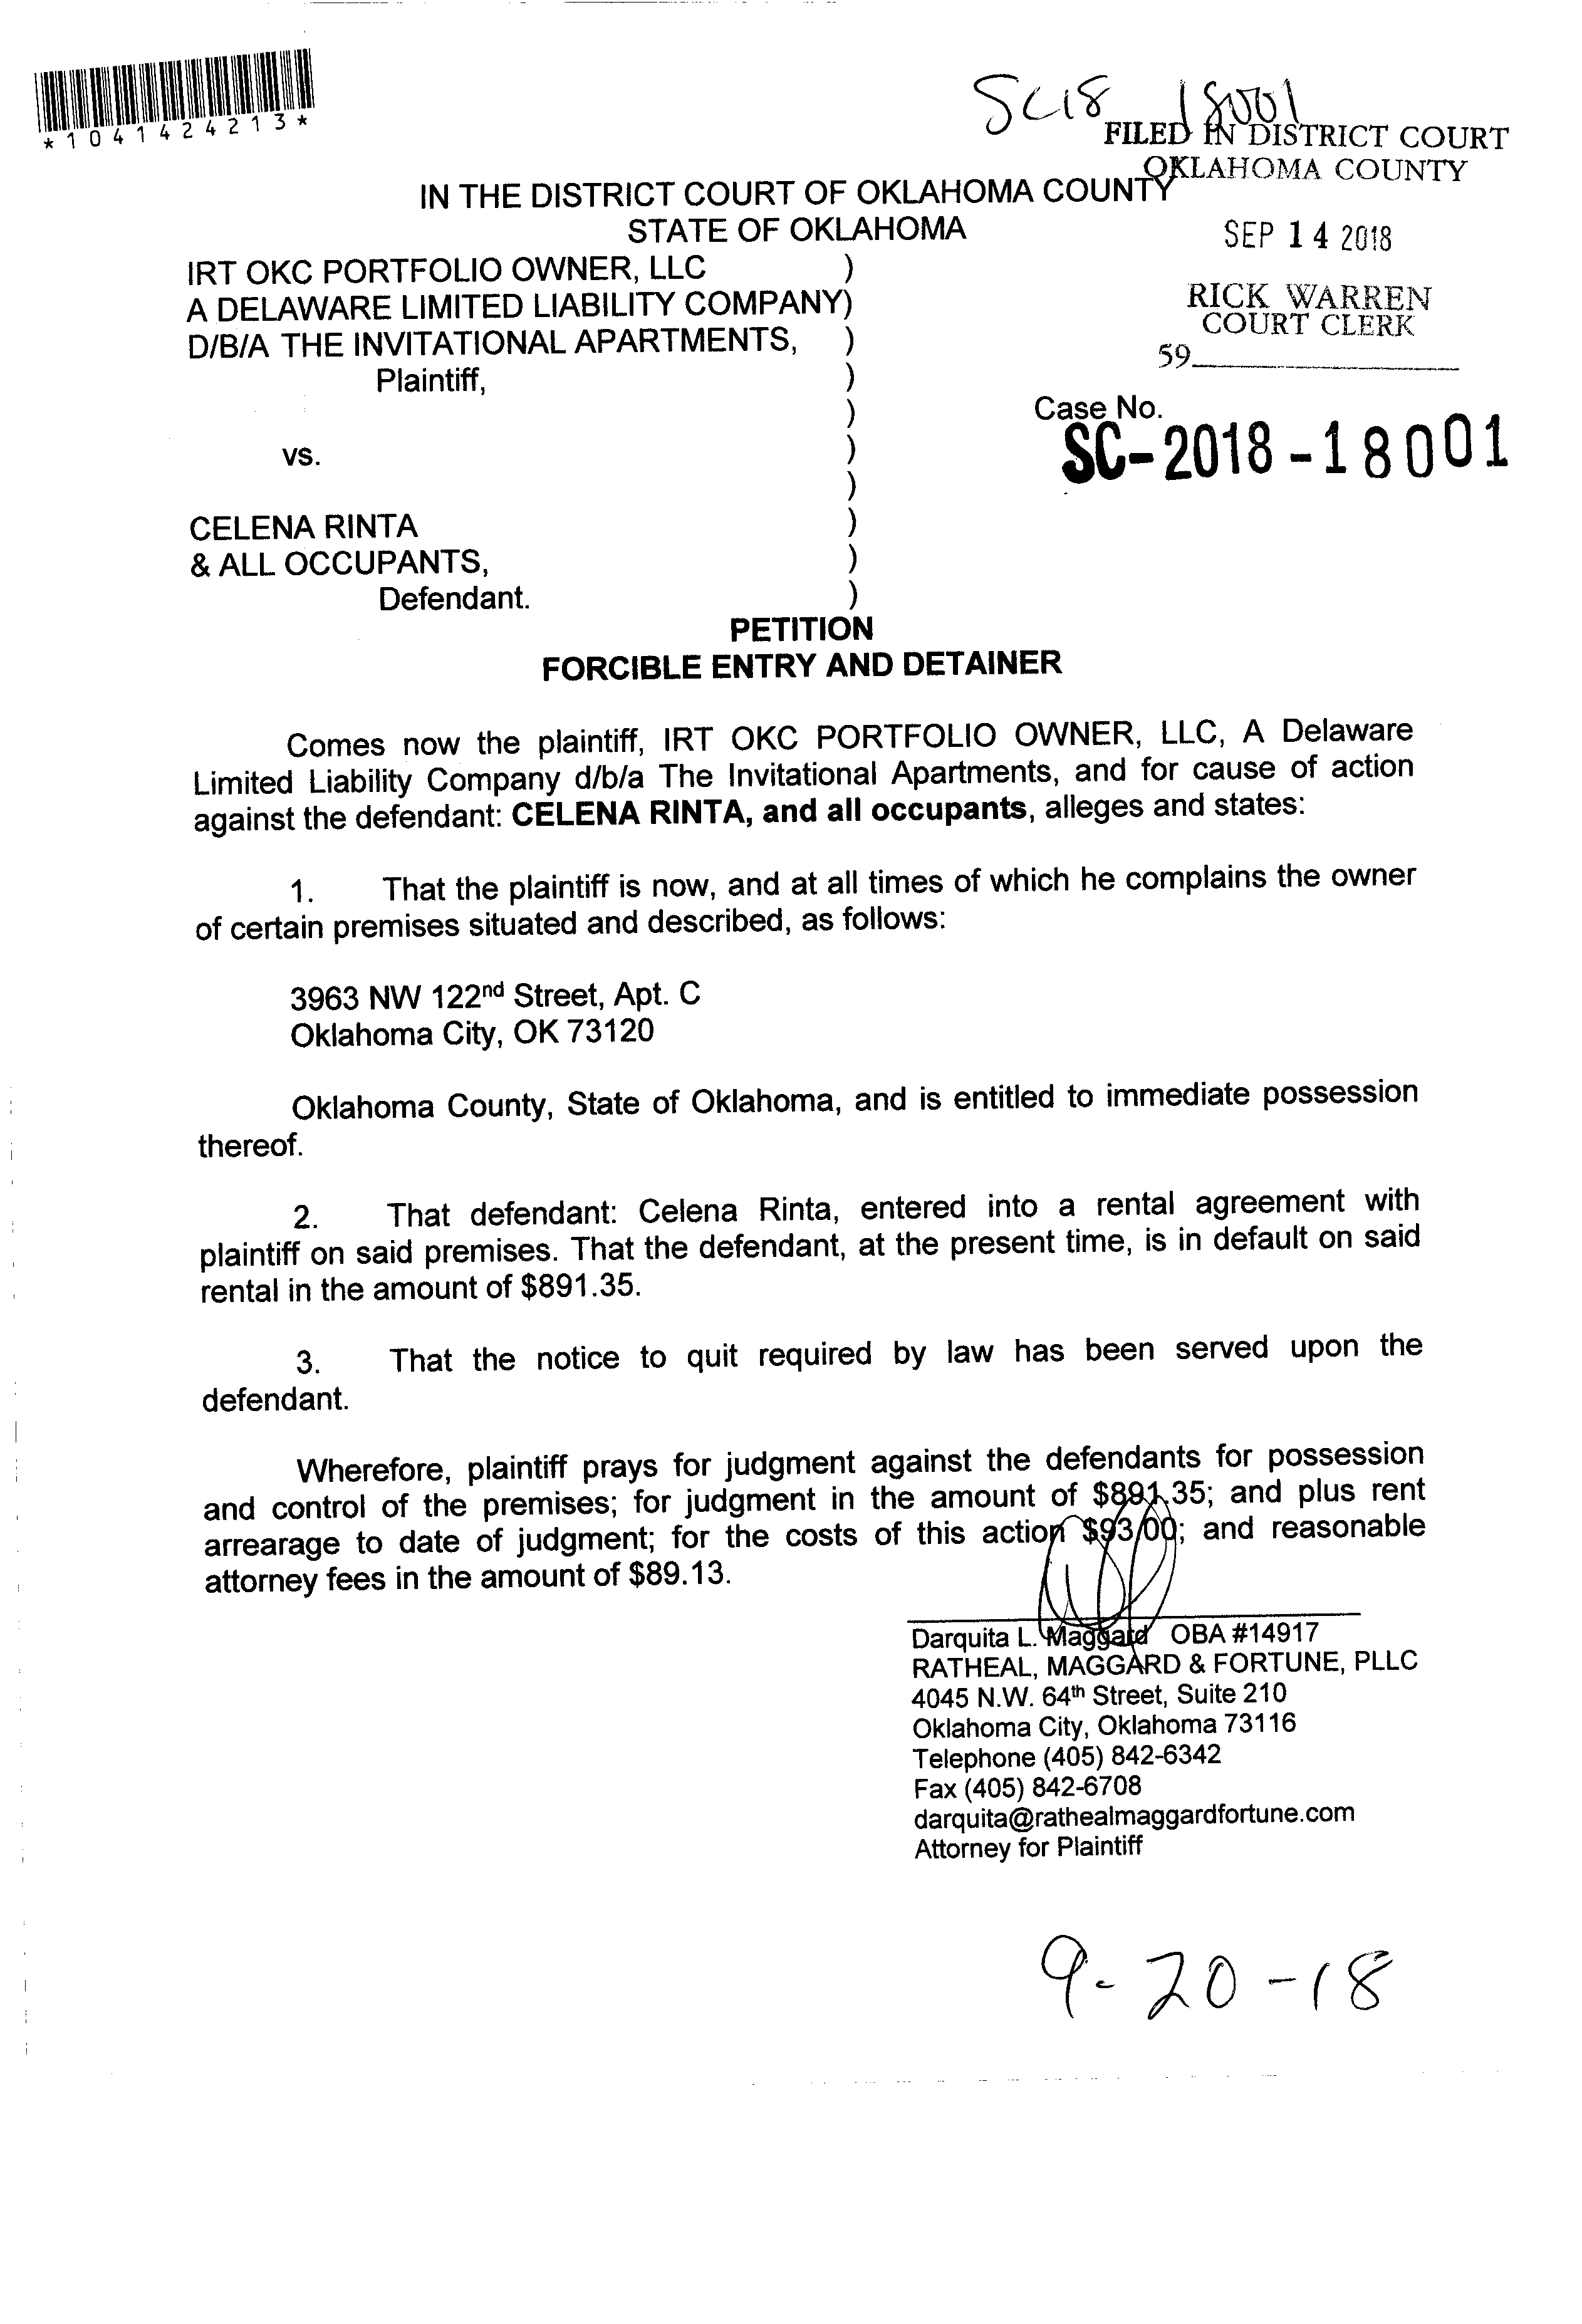 *1041424213*
SC18 18001
FILED IN DISTRICT COURT
OKLAHOMA COUNTY
IN THE DISTRICT COURT OF OKLAHOMA COUNTY
STATE OF OKLAHOMA
SEP 14 2018
IRT OKC PORTFOLIO OWNER, LLC )
A DELAWARE LIMITED LIABILITY COMPANY)
D/B/A THE INVITATIONAL APARTMENTS, )
Plaintiff, )
)
vs. )
)
CELENA RINTA )
& ALL OCCUPANTS, )
Defendant. )
RICK WARREN
COURT CLERK
59
Case No.
SC-2018-18001
PETITION
FORCIBLE ENTRY AND DETAINER
Comes now the plaintiff, IRT OKC PORTFOLIO OWNER, LLC, A Delaware
Limited Liability Company d/b/a The Invitational Apartments, and for cause of action
against the defendant: CELENA RINTA, and all occupants, alleges and states:
1. That the plaintiff is now, and at all times of which he complains the owner
of certain premises situated and described, as follows:
3963 NW 122nd Street, Apt. C
Oklahoma City, OK 73120
Oklahoma County, State of Oklahoma, and is entitled to immediate possession
thereof.
2. That defendant: Celena Rinta, entered into a rental agreement with
plaintiff on said premises. That the defendant, at the present time, is in default on said
rental in the amount of $891.35.
3. That the notice to quit required by law has been served upon the
defendant.
Wherefore, plaintiff prays for judgment against the defendants for possession
and control of the premises; for judgment in the amount of $891.35; and plus rent
arrearage to date of judgment; for the costs of this action $93.00; and reasonable
attorney fees in the amount of $89.13.
Darquita L. Maggard OBA #14917
RATHEAL, MAGGARD & FORTUNE, PLLC
4045 N.W. 64th Street, Suite 210
Oklahoma City, Oklahoma 73116
Telephone (405) 842-6342
Fax (405) 842-6708
darquita@rathealmaggardfortune.com
Attorney for Plaintiff
9-20-18